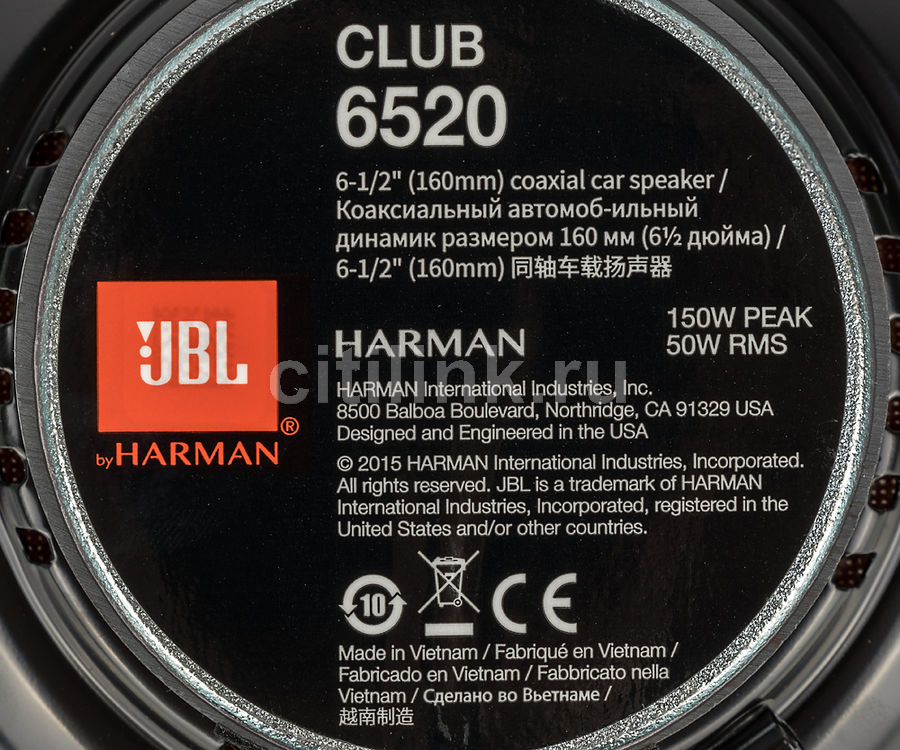 CLUB
6520
6-1/2" (160mm) coaxial car speaker /
Коаксиальный автомоб-ильный
динамик размером 160 мм (6½ дюйма) /
6-1/2" (160mm) 同轴车载扬声器
150W PEAK
50W RMS
JBL
®
by HARMAN
HARMAN
citilink.ru
HARMAN International Industries, Inc.
8500 Balboa Boulevard, Northridge, CA 91329 USA
Designed and Engineered in the USA
© 2015 HARMAN International Industries, Incorporated.
All rights reserved. JBL is a trademark of HARMAN
International Industries, Incorporated, registered in the
United States and/or other countries.
10
CE
Made in Vietnam / Fabriqué en Vietnam /
Fabricado en Vietnam / Fabbricato nella
Vietnam / Сделано во Вьетнаме /
越南制造